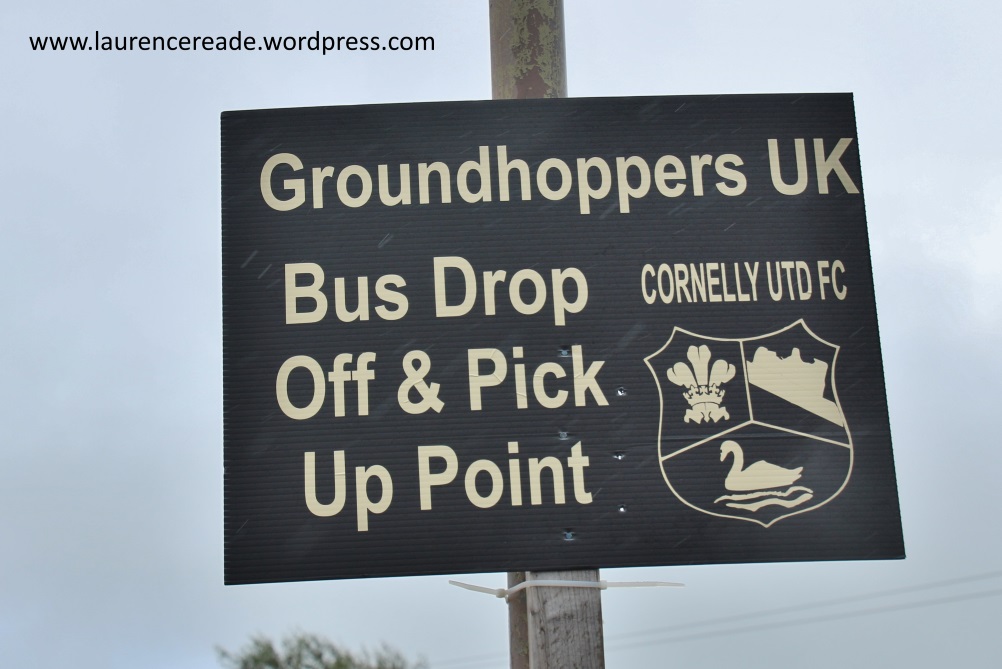 www.laurencereade.wordpress.com
Groundhoppers UK
Bus Drop
Off & Pick
Up Point
CORNELLY UTD FC